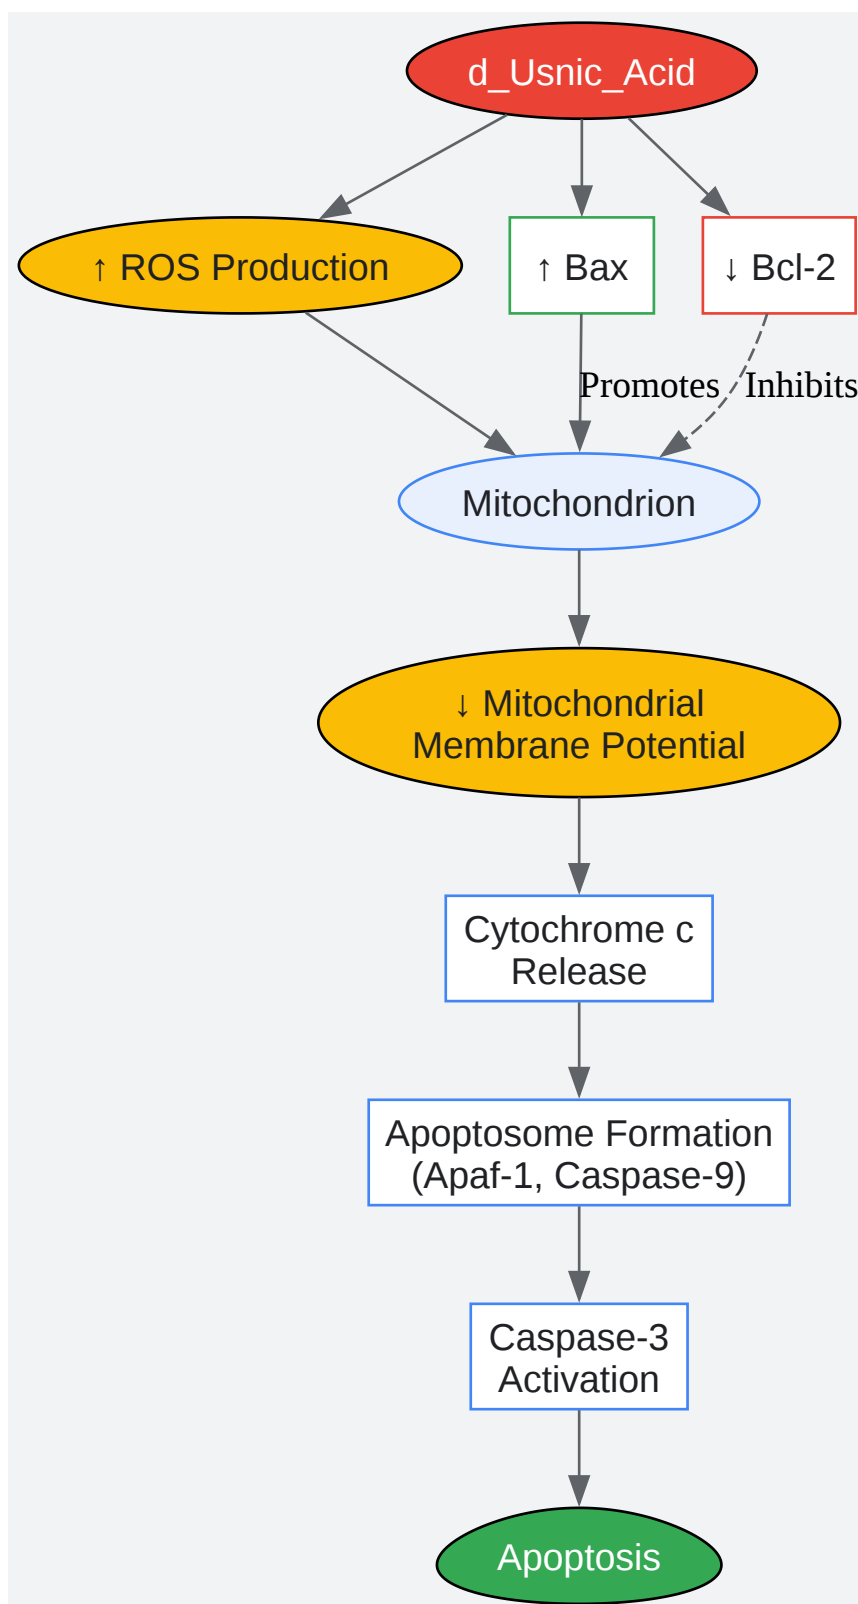 d_Usnic_Acid
↑ ROS Production
↑ Bax
↓ Bcl-2
Promotes
Inhibits
Mitochondrion
↓ Mitochondrial
Membrane Potential
Cytochrome c
Release
Apoptosome Formation
(Apaf-1, Caspase-9)
Caspase-3
Activation
Apoptosis